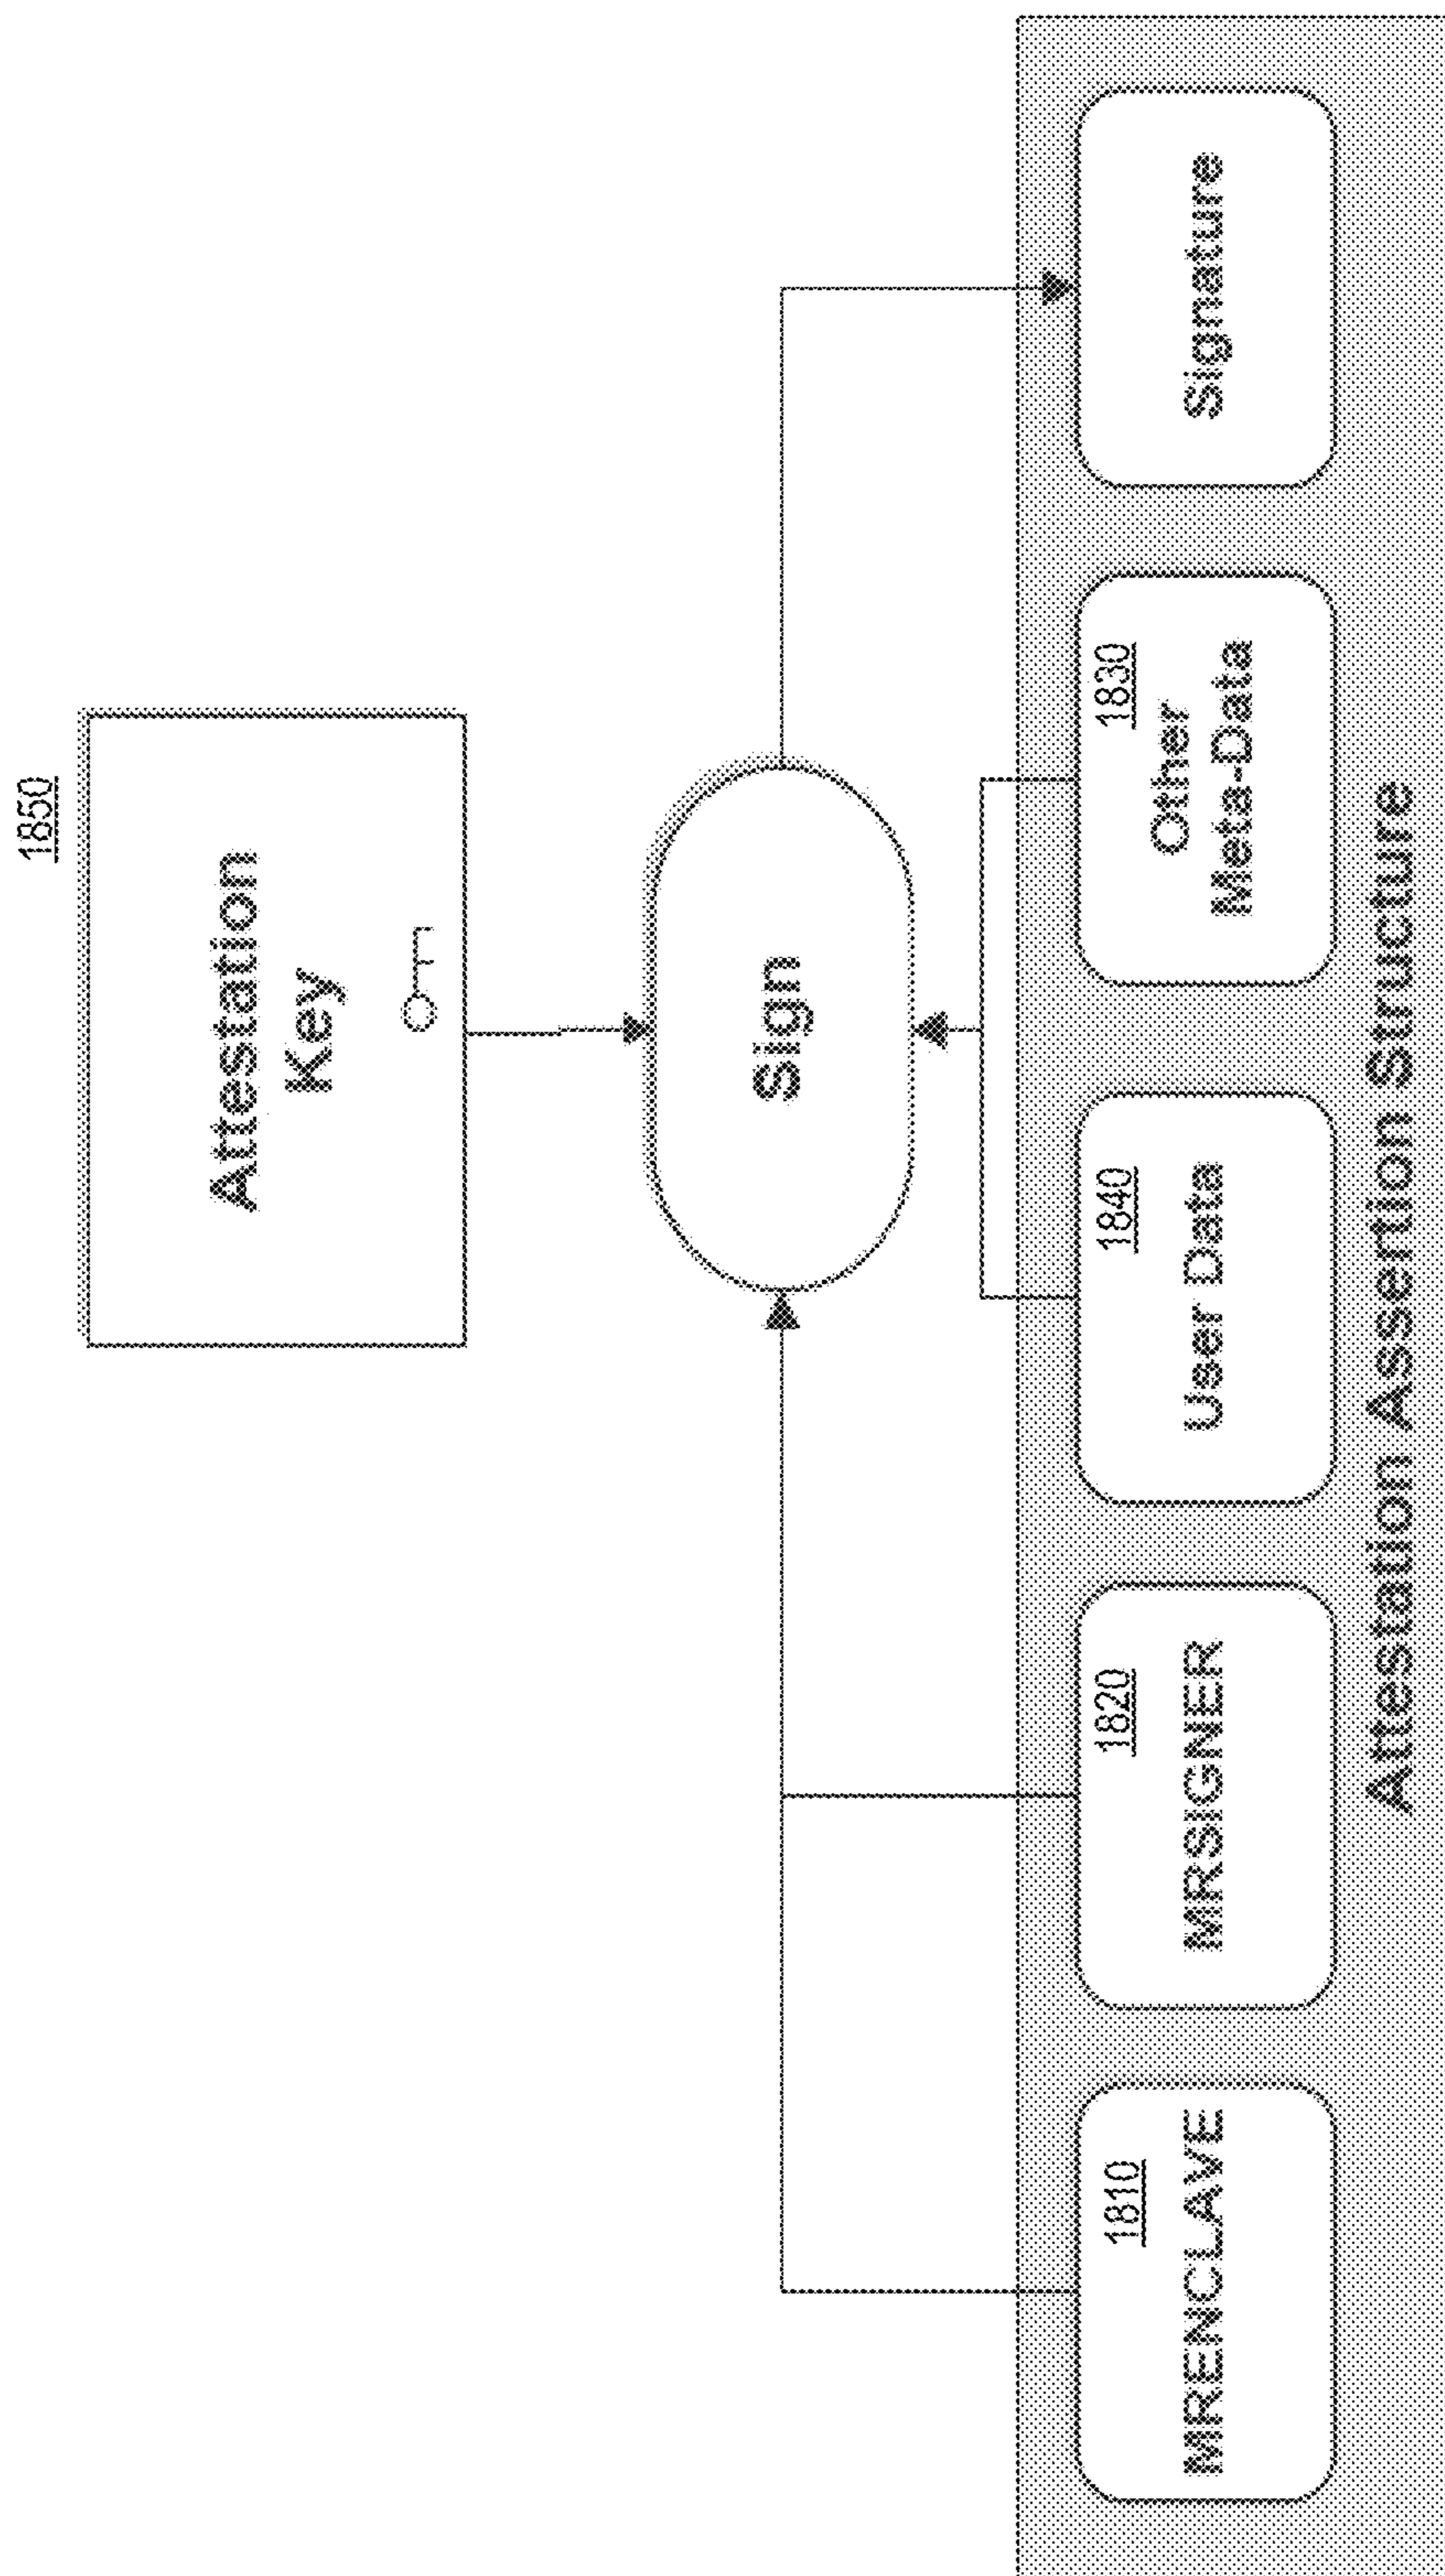 1850
Attestation
Key
Sign
1810
MRENCLAVE
1820
MRSIGNER
1840
User Data
1830
Other
Meta-Data
Signature
Attestation Assertion Structure